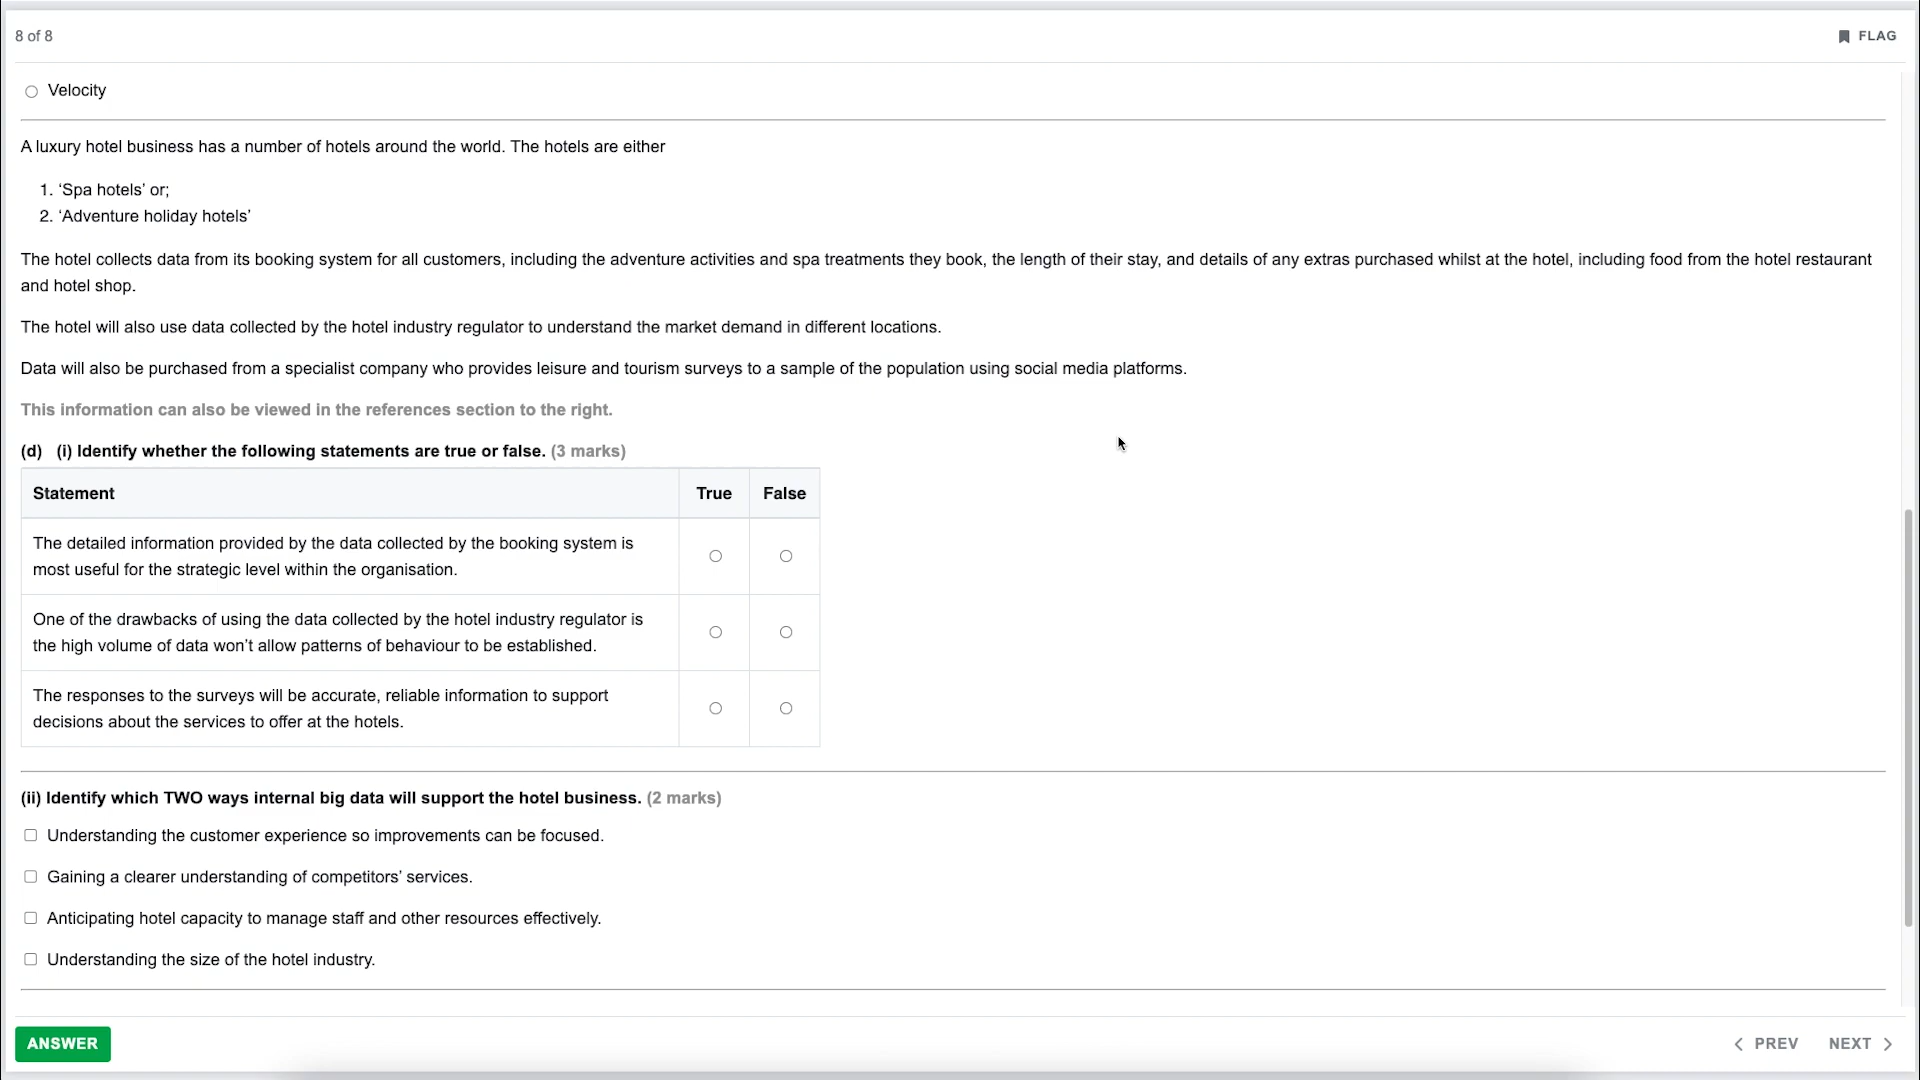 8 of 8
FLAG
Velocity
A luxury hotel business has a number of hotels around the world. The hotels are either
1. ‘Spa hotels’ or;
2. ‘Adventure holiday hotels’
The hotel collects data from its booking system for all customers, including the adventure activities and spa treatments they book, the length of their stay, and details of any extras purchased whilst at the hotel, including food from the hotel restaurant
and hotel shop.
The hotel will also use data collected by the hotel industry regulator to understand the market demand in different locations.
Data will also be purchased from a specialist company who provides leisure and tourism surveys to a sample of the population using social media platforms.
This information can also be viewed in the references section to the right.
(d) (i) Identify whether the following statements are true or false. (3 marks)
Statement True False
The detailed information provided by the data collected by the booking system is
most useful for the strategic level within the organisation.
One of the drawbacks of using the data collected by the hotel industry regulator is
the high volume of data won’t allow patterns of behaviour to be established.
The responses to the surveys will be accurate, reliable information to support
decisions about the services to offer at the hotels.
(ii) Identify which TWO ways internal big data will support the hotel business. (2 marks)
Understanding the customer experience so improvements can be focused.
Gaining a clearer understanding of competitors’ services.
Anticipating hotel capacity to manage staff and other resources effectively.
Understanding the size of the hotel industry.
ANSWER
PREV NEXT